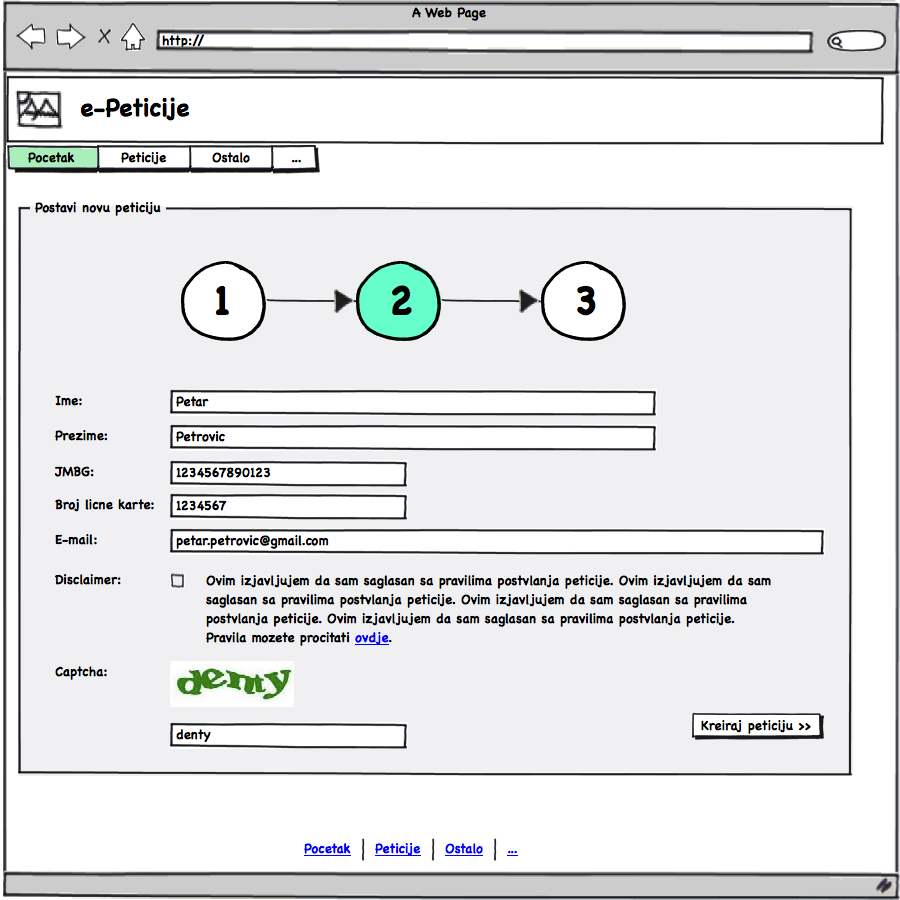 A Web Page
http://
e-Peticije
Pocetak Peticije Ostalo ...
Postavi novu peticiju
1 2 3
Ime: Petar
Prezime: Petrovic
JMBG: 1234567890123
Broj licne karte: 1234567
E-mail: petar.petrovic@gmail.com
Disclaimer: Ovim izjavljujem da sam saglasan sa pravilima postvlanja peticije. Ovim izjavljujem da sam
saglasan sa pravilima postvlanja peticije. Ovim izjavljujem da sam saglasan sa pravilima
postvlanja peticije. Ovim izjavljujem da sam saglasan sa pravilima postvlanja peticije.
Pravila mozete procitati ovdje.
Captcha: denty
denty
Kreiraj peticiju >>
Pocetak Peticije Ostalo ...